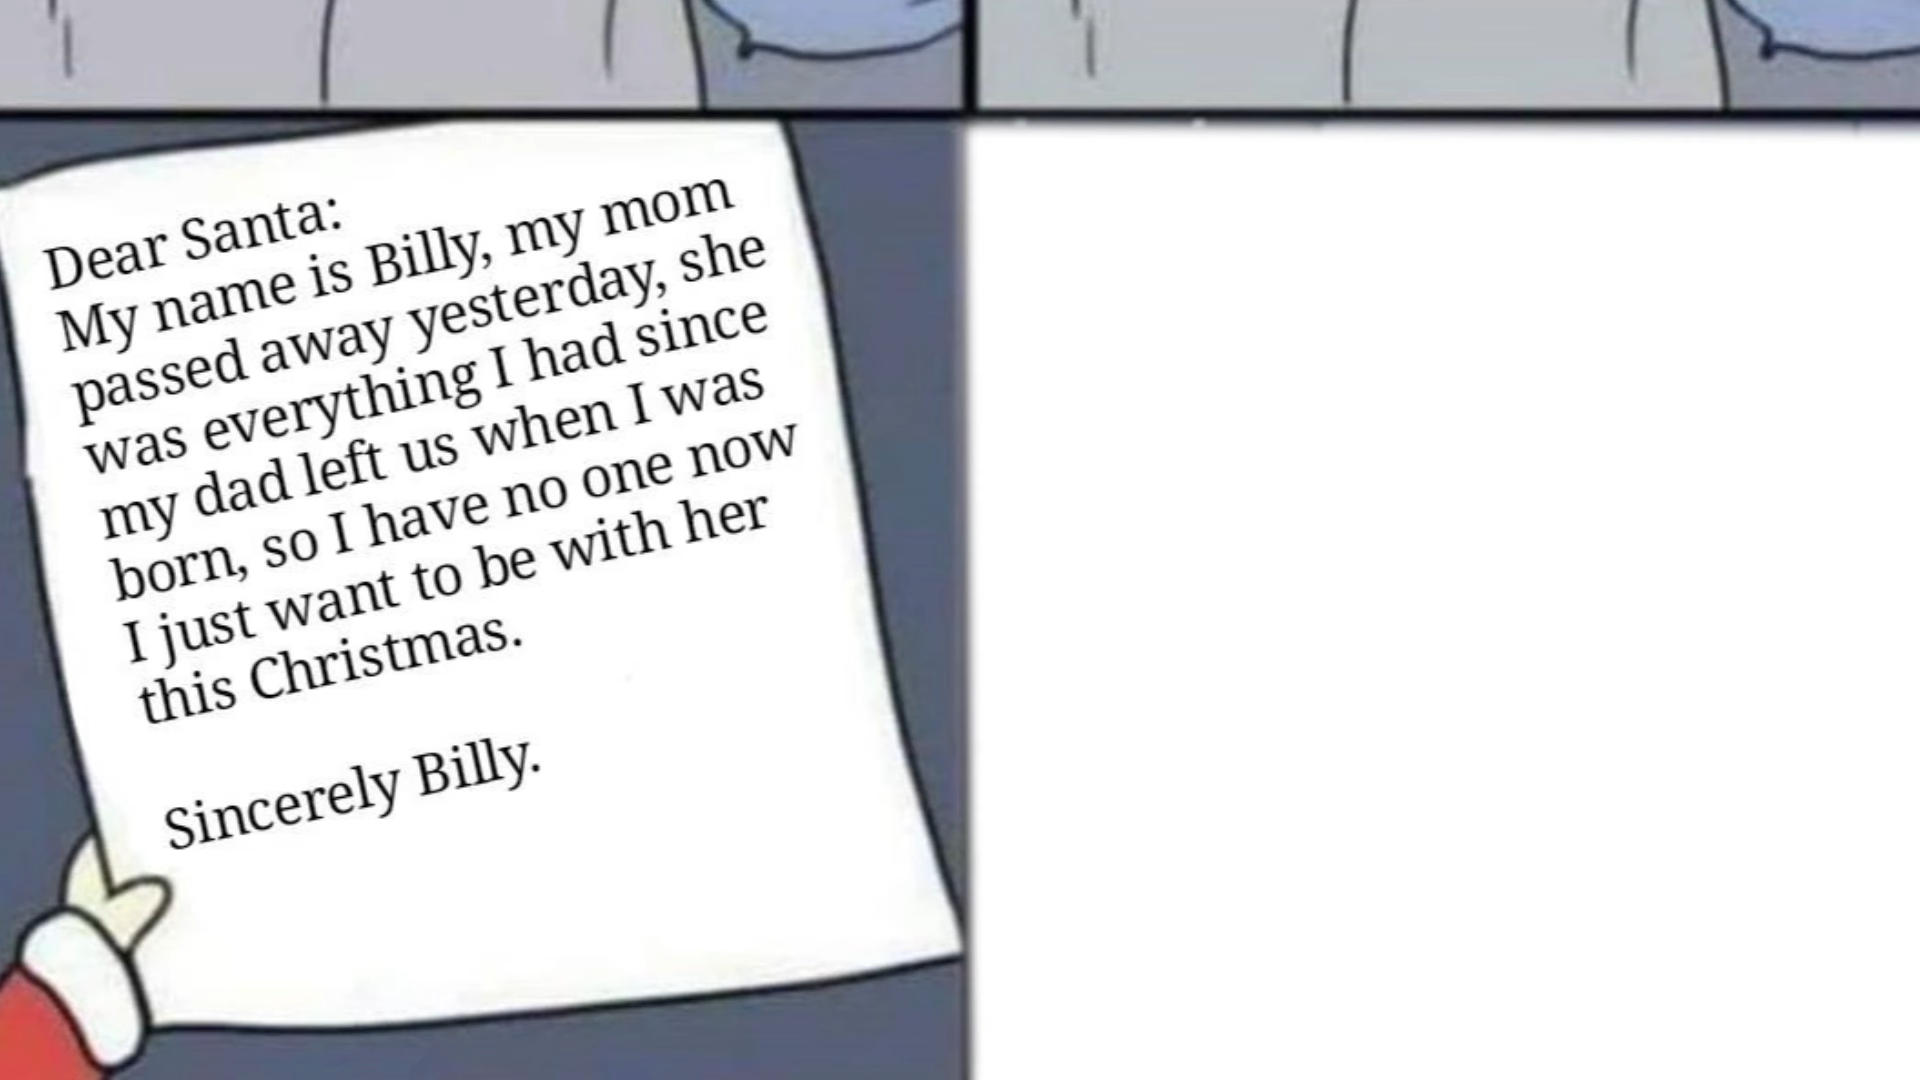 Dear Santa:
My name is Billy, my mom
passed away yesterday, she
was everything I had since
my dad left us when I was
born, so I have no one now
I just want to be with her
this Christmas.
Sincerely Billy.